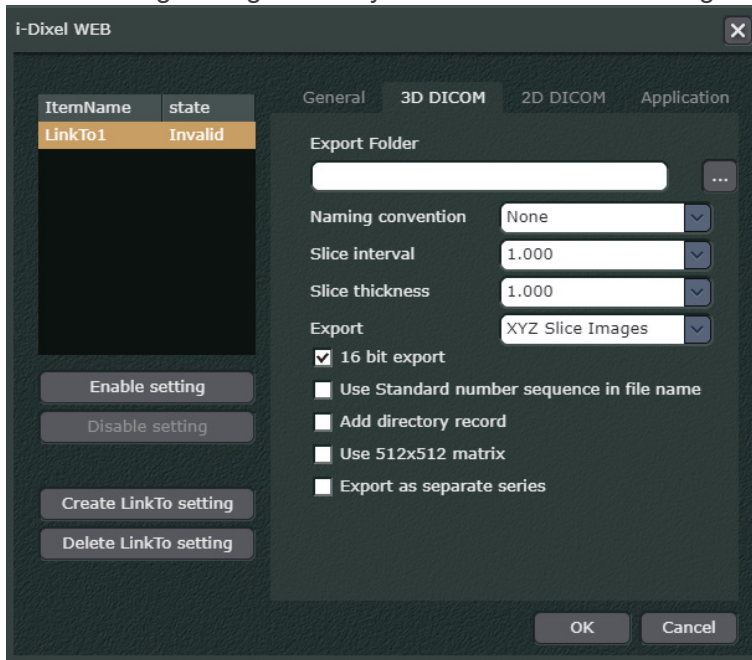 i-Dixel WEB
ItemName state
LinkTo1 Invalid
Enable setting
Disable setting
Create LinkTo setting
Delete LinkTo setting
General 3D DICOM 2D DICOM Application
Export Folder
...
Naming convention None
Slice interval 1.000
Slice thickness 1.000
Export XYZ Slice Images
16 bit export
Use Standard number sequence in file name
Add directory record
Use 512x512 matrix
Export as separate series
OK Cancel